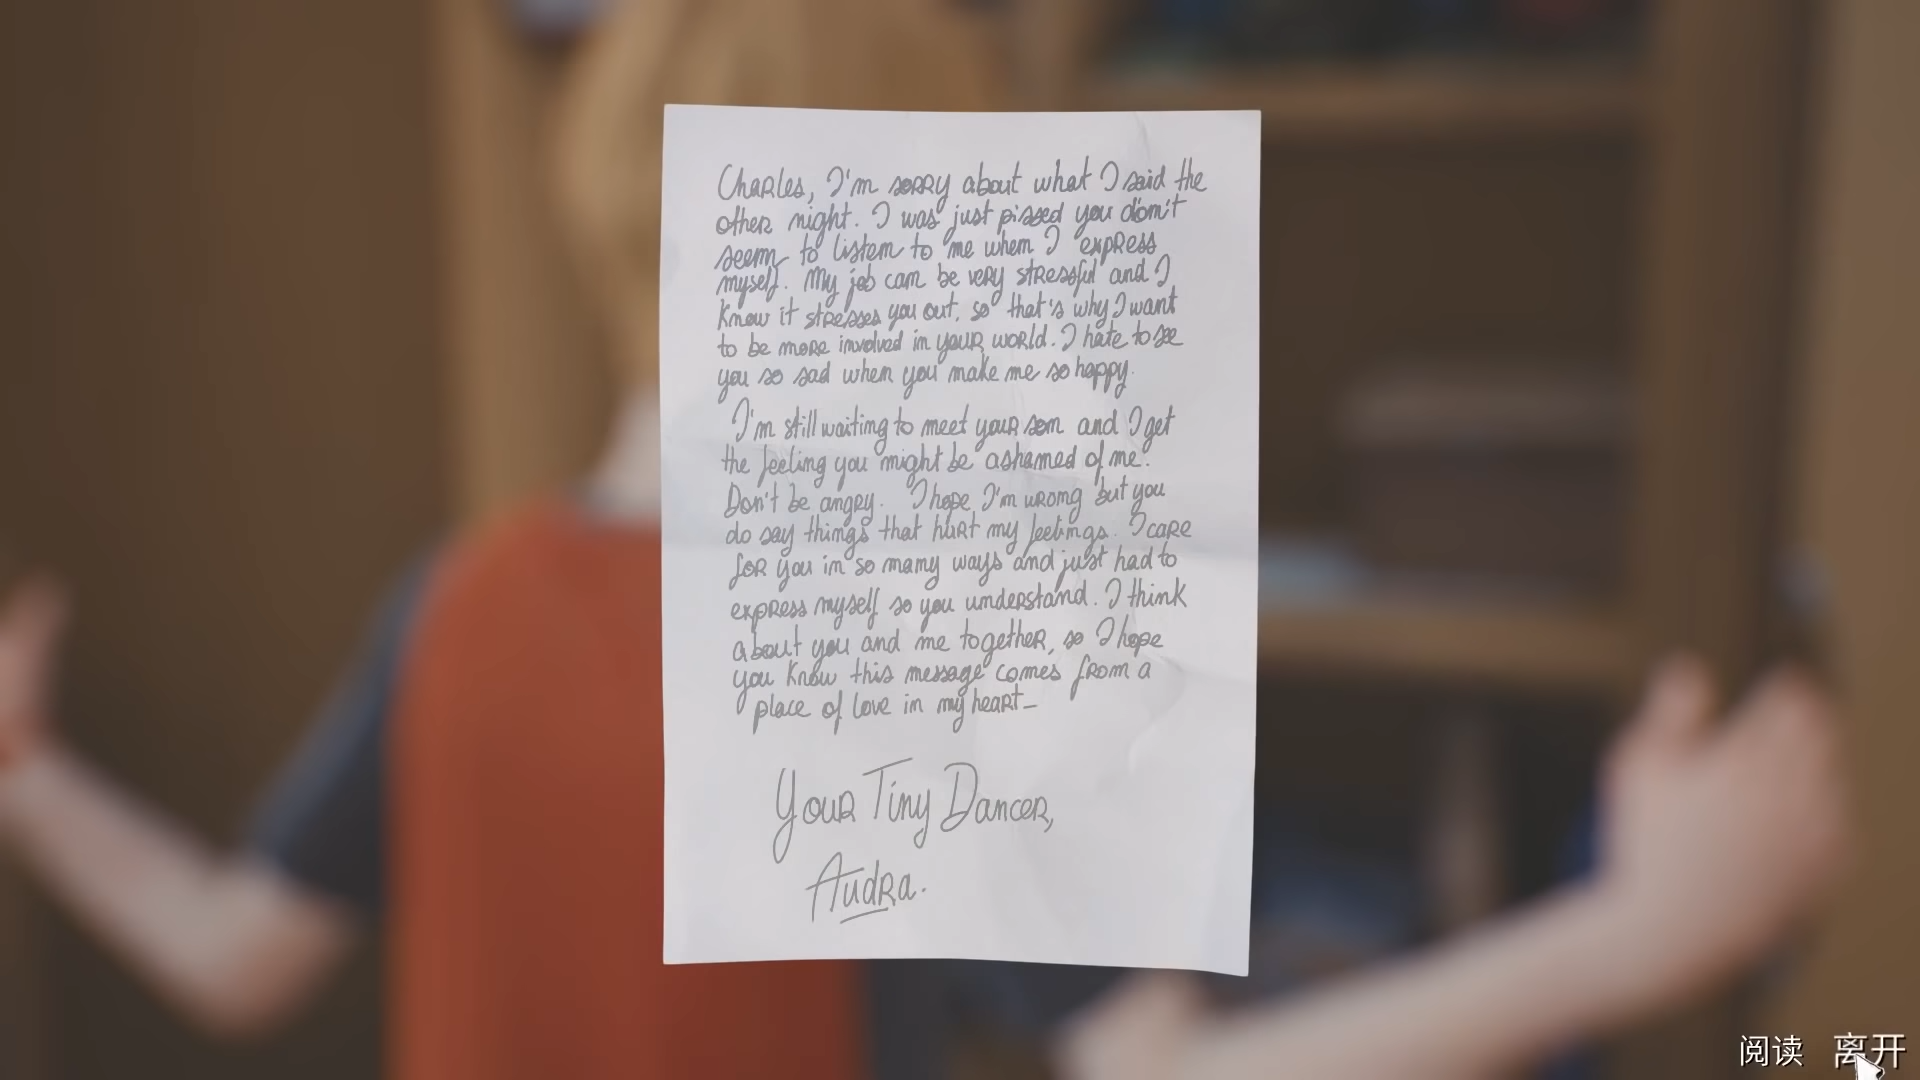 Charles, I'm sorry about what I said the
other night. I was just pissed you don't
seem to listen to me when I express
myself. My job can be very stressful and I
know it stresses you out, so that's why I want
to be more involved in your world. I hate to see
you so sad when you make me so happy.
I'm still waiting to meet your son and I get
the feeling you might be ashamed of me.
Don't be angry. I hope I'm wrong but you
do say things that hurt my feelings. I care
for you in so many ways and just had to
express myself so you understand. I think
about you and me together, so I hope
you know this message comes from a
place of love in my heart_
Your Tiny Dancer,
Audra.
阅读 离开